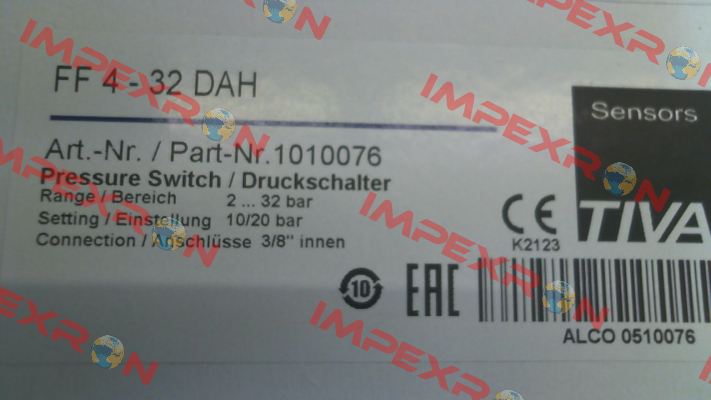 FF 4 - 32 DAH
Art.-Nr. / Part-Nr.1010076
Pressure Switch / Druckschalter
Range / Bereich 2 ... 32 bar
Setting / Einstellung 10/20 bar
Connection / Anschlüsse 3/8" innen
Sensors
TIVA
CE
K2123
10
EAC
ALCO 0510076
IMPEXRON
IMPEXRON
IMPEXRON
IMPEXRON
IMPEXRON
IMPEXRON